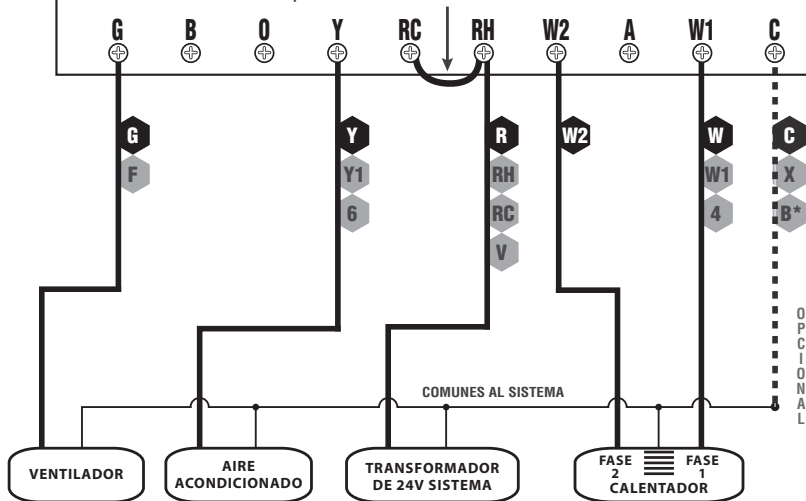 G B O Y RC RH W2 A W1 C
G Y R W2 W C
F Y1 RH W1 X
6 RC 4 B*
V
OPCIONAL
COMUNES AL SISTEMA
VENTILADOR
AIRE
ACONDICIONADO
TRANSFORMADOR
DE 24V SISTEMA
FASE FASE
2 1
CALENTADOR